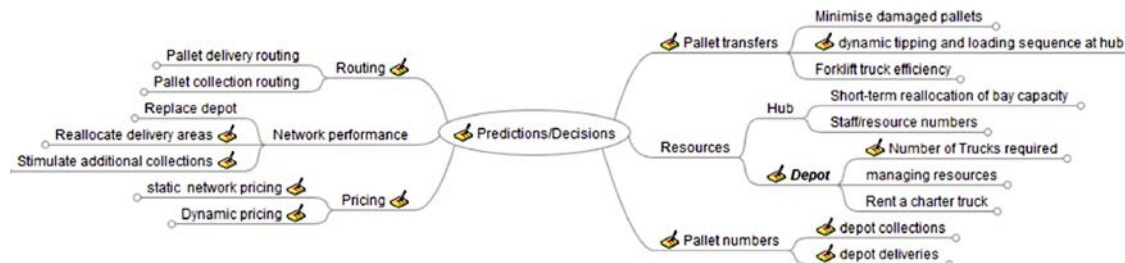 Predictions/Decisions
Routing
Pallet delivery routing
Pallet collection routing
Network performance
Replace depot
Reallocate delivery areas
Stimulate additional collections
Pricing
static network pricing
Dynamic pricing
Pallet transfers
Minimise damaged pallets
dynamic tipping and loading sequence at hub
Forklift truck efficiency
Resources
Hub
Short-term reallocation of bay capacity
Staff/resource numbers
Depot
Number of Trucks required
managing resources
Rent a charter truck
Pallet numbers
depot collections
depot deliveries